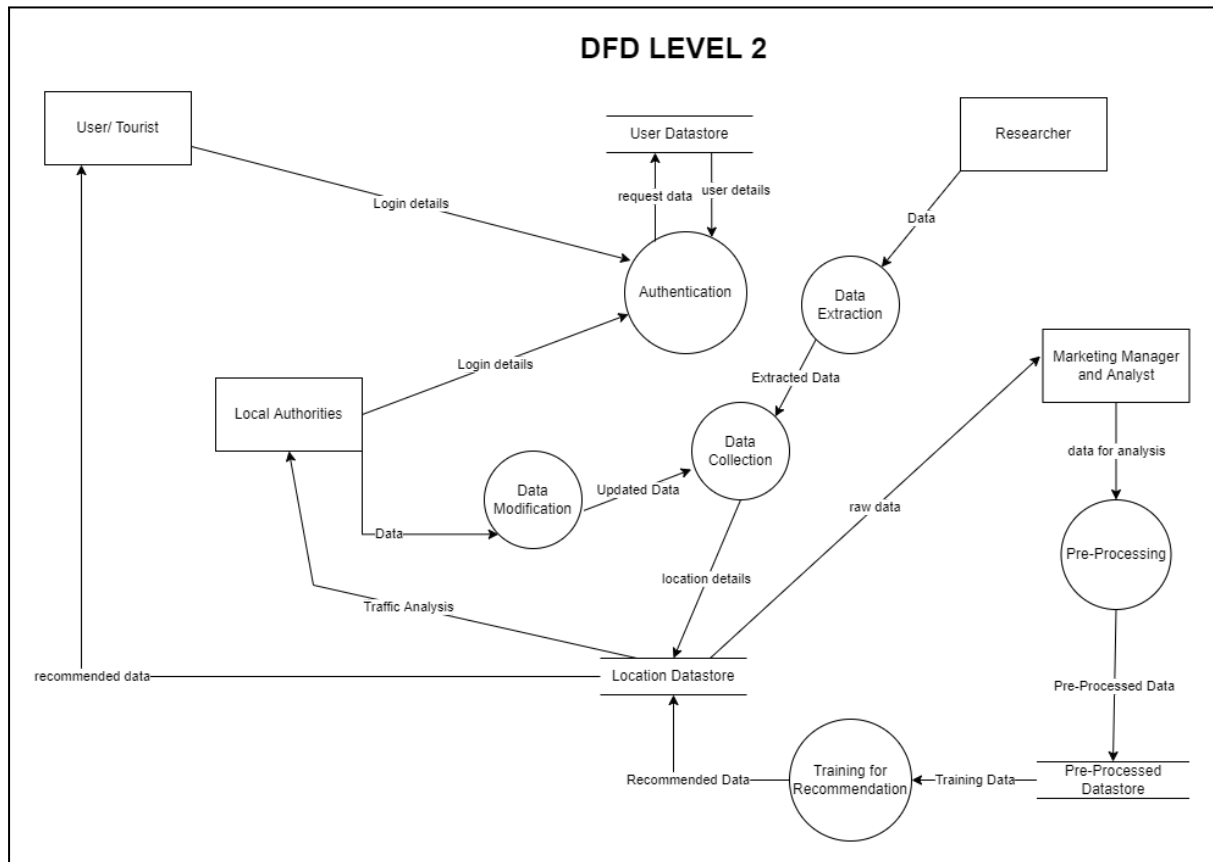 DFD LEVEL 2
User/ Tourist
User Datastore
Researcher
Login details
request data
user details
Data
Authentication
Data
Extraction
Login details
Extracted Data
Marketing Manager
and Analyst
Local Authorities
Data
Collection
data for analysis
Data
Modification
Updated Data
raw data
Data
Pre-Processing
location details
Traffic Analysis
recommended data
Location Datastore
Pre-Processed Data
Recommended Data
Training for
Recommendation
Training Data
Pre-Processed
Datastore